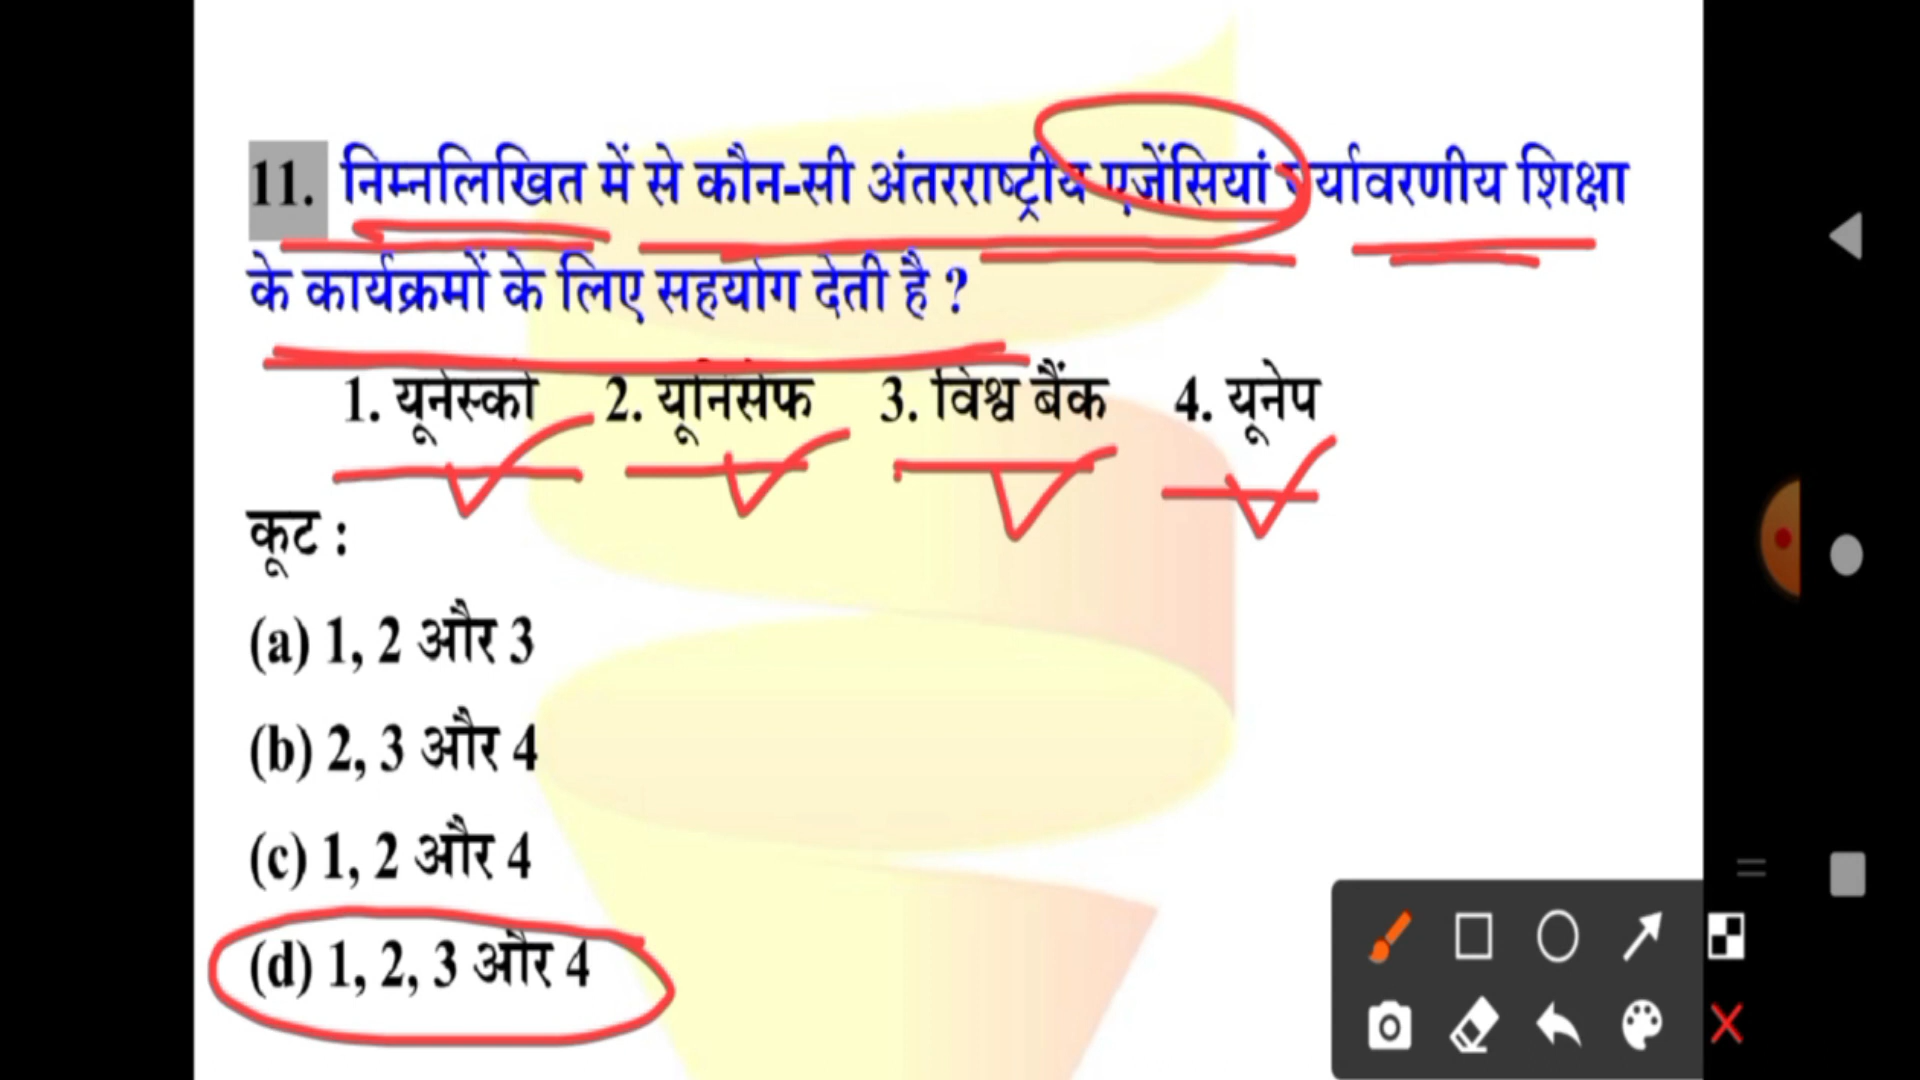 11. निम्नलिखित में से कौन-सी अंतरराष्ट्रीय एजेंसियां पर्यावरणीय शिक्षा
के कार्यक्रमों के लिए सहयोग देती है ?
1. यूनेस्को 2. यूनिसेफ 3. विश्व बैंक 4. यूनेप
कूट :
(a) 1, 2 और 3
(b) 2, 3 और 4
(c) 1, 2 और 4
(d) 1, 2, 3 और 4